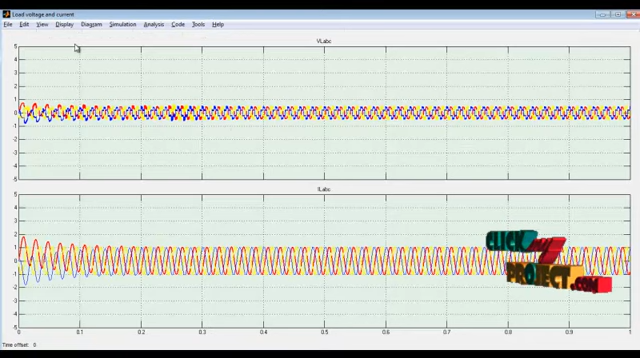 Load voltage and current
File Edit View Display Diagram Simulation Analysis Code Tools Help
VLabc
5
4
3
2
1
0
-1
-2
-3
-4
-5
ILabc
5
4
3
2
1
0
-1
-2
-3
-4
-5
0 0.1 0.2 0.3 0.4 0.5 0.6 0.7 0.8 0.9 1
CLICK MY
PROJECT.COM
Time offset: 0